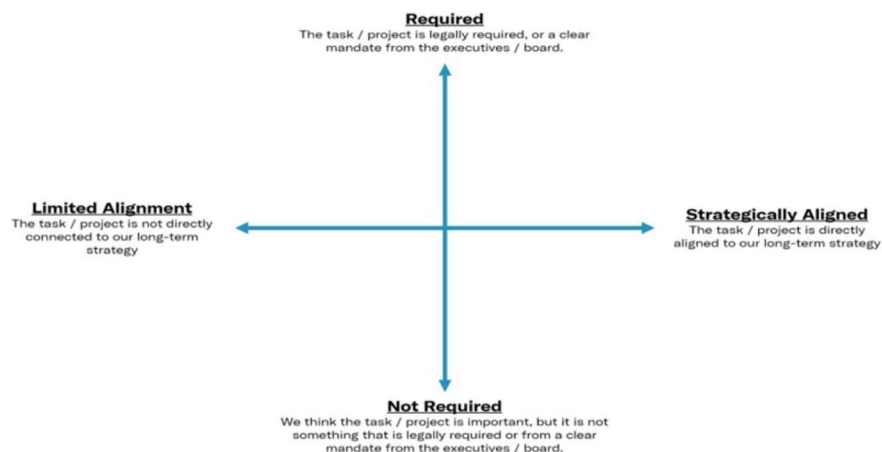 Required
The task / project is legally required, or a clear
mandate from the executives / board.
Limited Alignment
The task / project is not directly
connected to our long-term
strategy
Strategically Aligned
The task / project is directly
aligned to our long-term strategy
Not Required
We think the task / project is important, but it is not
something that is legally required or from a clear
mandate from the executives / board.